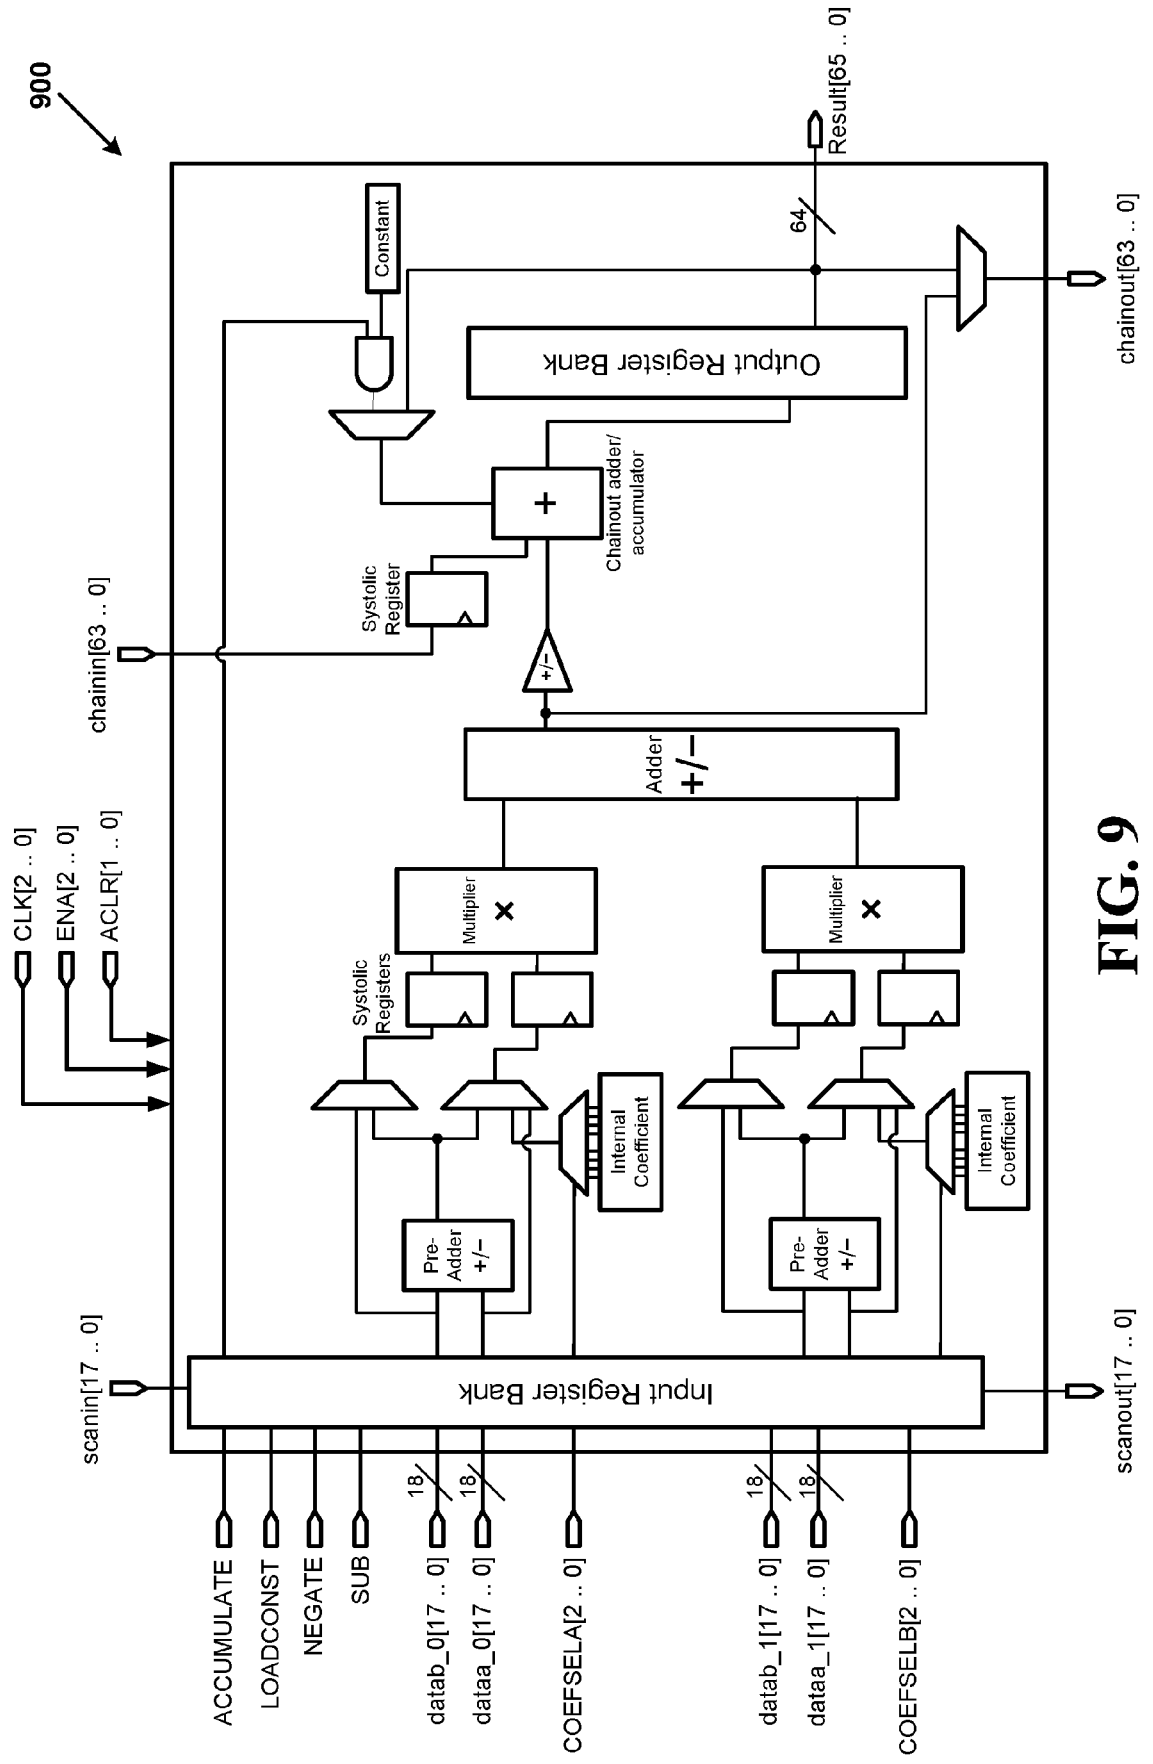 900
CLK[2 .. 0]
ENA[2 .. 0]
ACLR[1 .. 0]
scanin[17 .. 0]
chainin[63 .. 0]
ACCUMULATE
LOADCONST
NEGATE
SUB
datab_0[17 .. 0]
18
dataa_0[17 .. 0]
18
COEFSELA[2 .. 0]
datab_1[17 .. 0]
18
dataa_1[17 .. 0]
18
COEFSELB[2 .. 0]
Input Register Bank
Pre-
Adder
+/–
Internal
Coefficient
Systolic
Registers
Multiplier
×
Pre-
Adder
+/–
Internal
Coefficient
Multiplier
×
Adder
+/–
+/–
Systolic
Register
+
Chainout adder/
accumulator
Constant
Output Register Bank
64
Result[65 .. 0]
scanout[17 .. 0]
chainout[63 .. 0]
FIG. 9